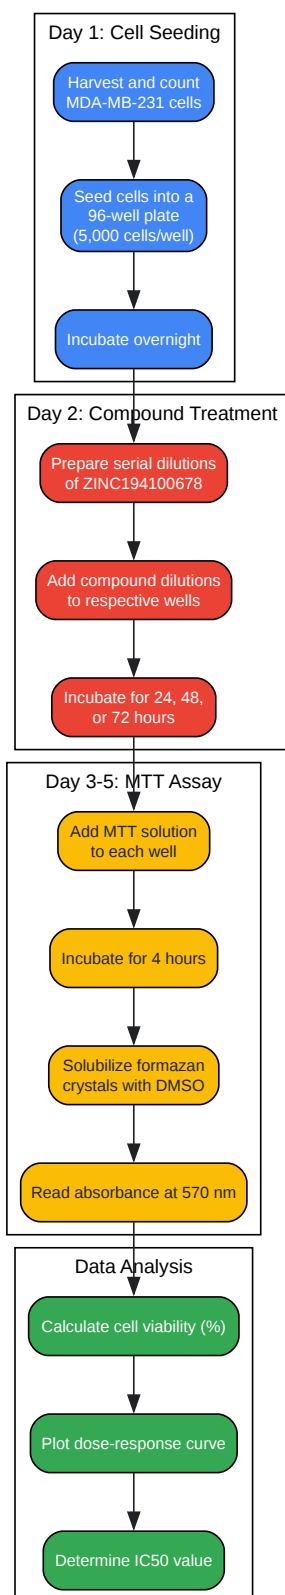 Day 1: Cell Seeding
Harvest and count
MDA-MB-231 cells
Seed cells into a
96-well plate
(5,000 cells/well)
Incubate overnight
Day 2: Compound Treatment
Prepare serial dilutions
of ZINC194100678
Add compound dilutions
to respective wells
Incubate for 24, 48,
or 72 hours
Day 3-5: MTT Assay
Add MTT solution
to each well
Incubate for 4 hours
Solubilize formazan
crystals with DMSO
Read absorbance at 570 nm
Data Analysis
Calculate cell viability (%)
Plot dose-response curve
Determine IC50 value